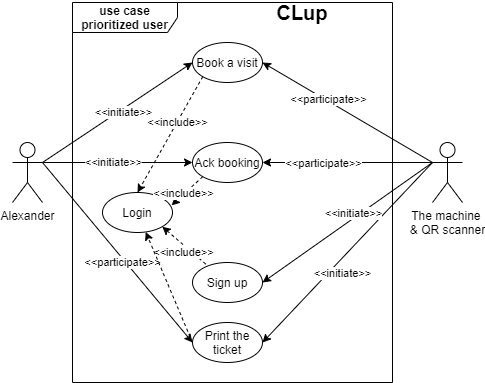 use case
prioritized user
CLup
Book a visit
<<initiate>>
<<participate>>
<<include>>
Ack booking
<<initiate>>
<<participate>>
<<include>>
Alexander
Login
<<initiate>>
The machine
& QR scanner
<<include>>
<<participate>>
<<initiate>>
Sign up
Print the
ticket